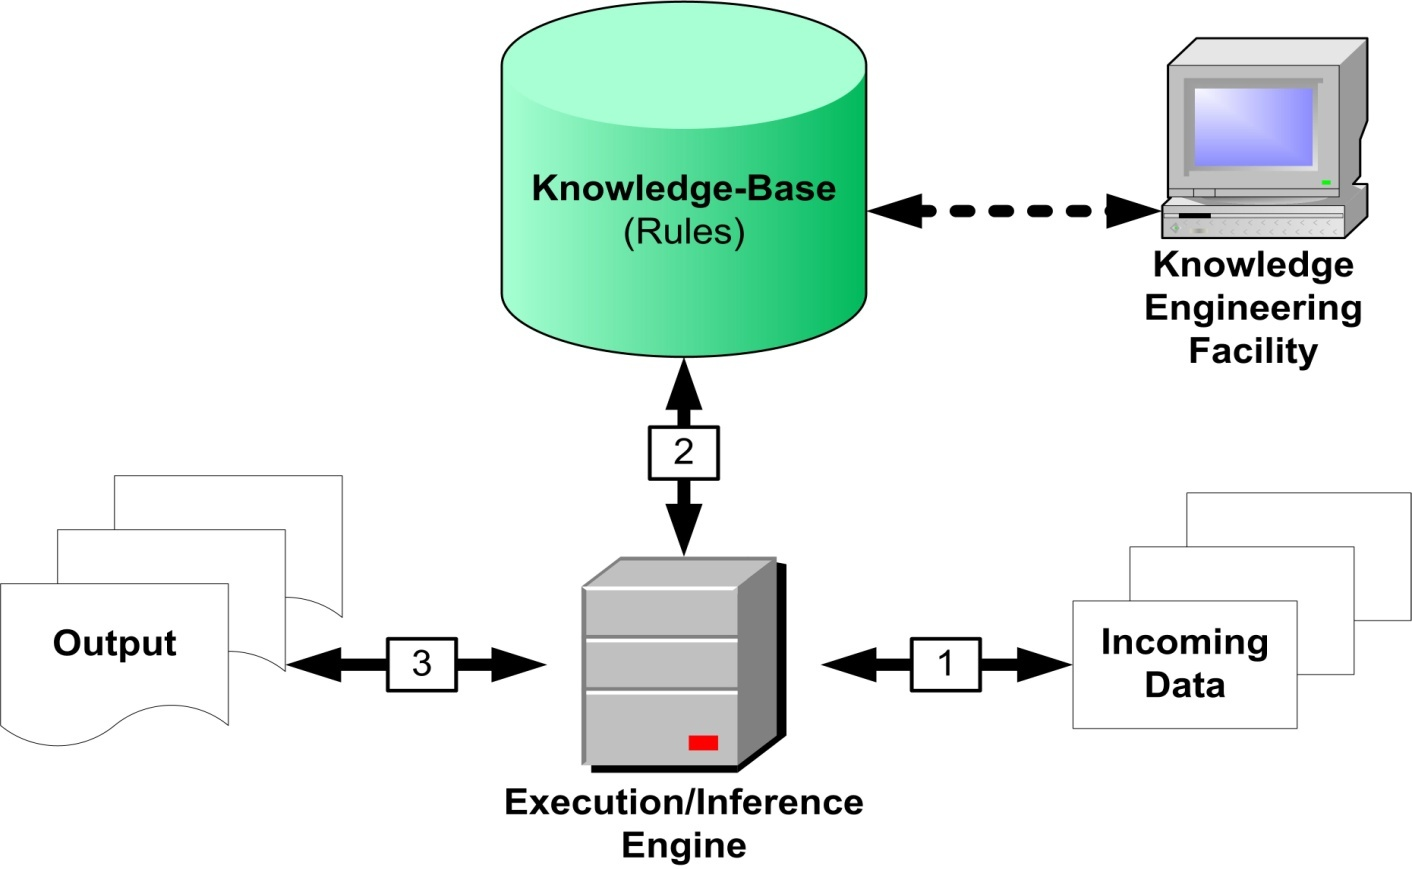 Knowledge-Base
(Rules)
Knowledge
Engineering
Facility
2
Output
3
1
Incoming
Data
Execution/Inference
Engine